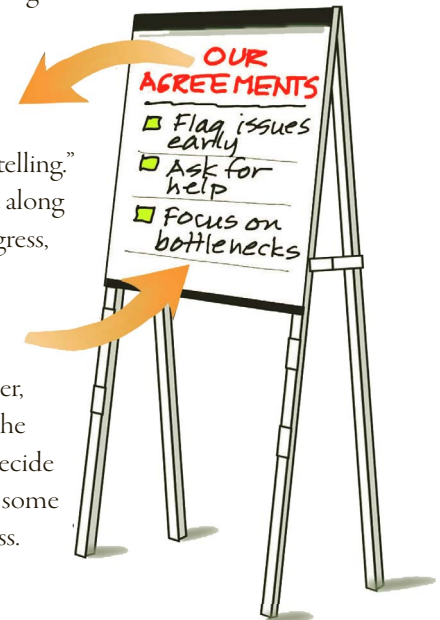 OUR
AGREEMENTS
Flag issues
early
Ask for
help
Focus on
bottlenecks
telling.”
along
gress,
er,
he
ecide
some
ss.